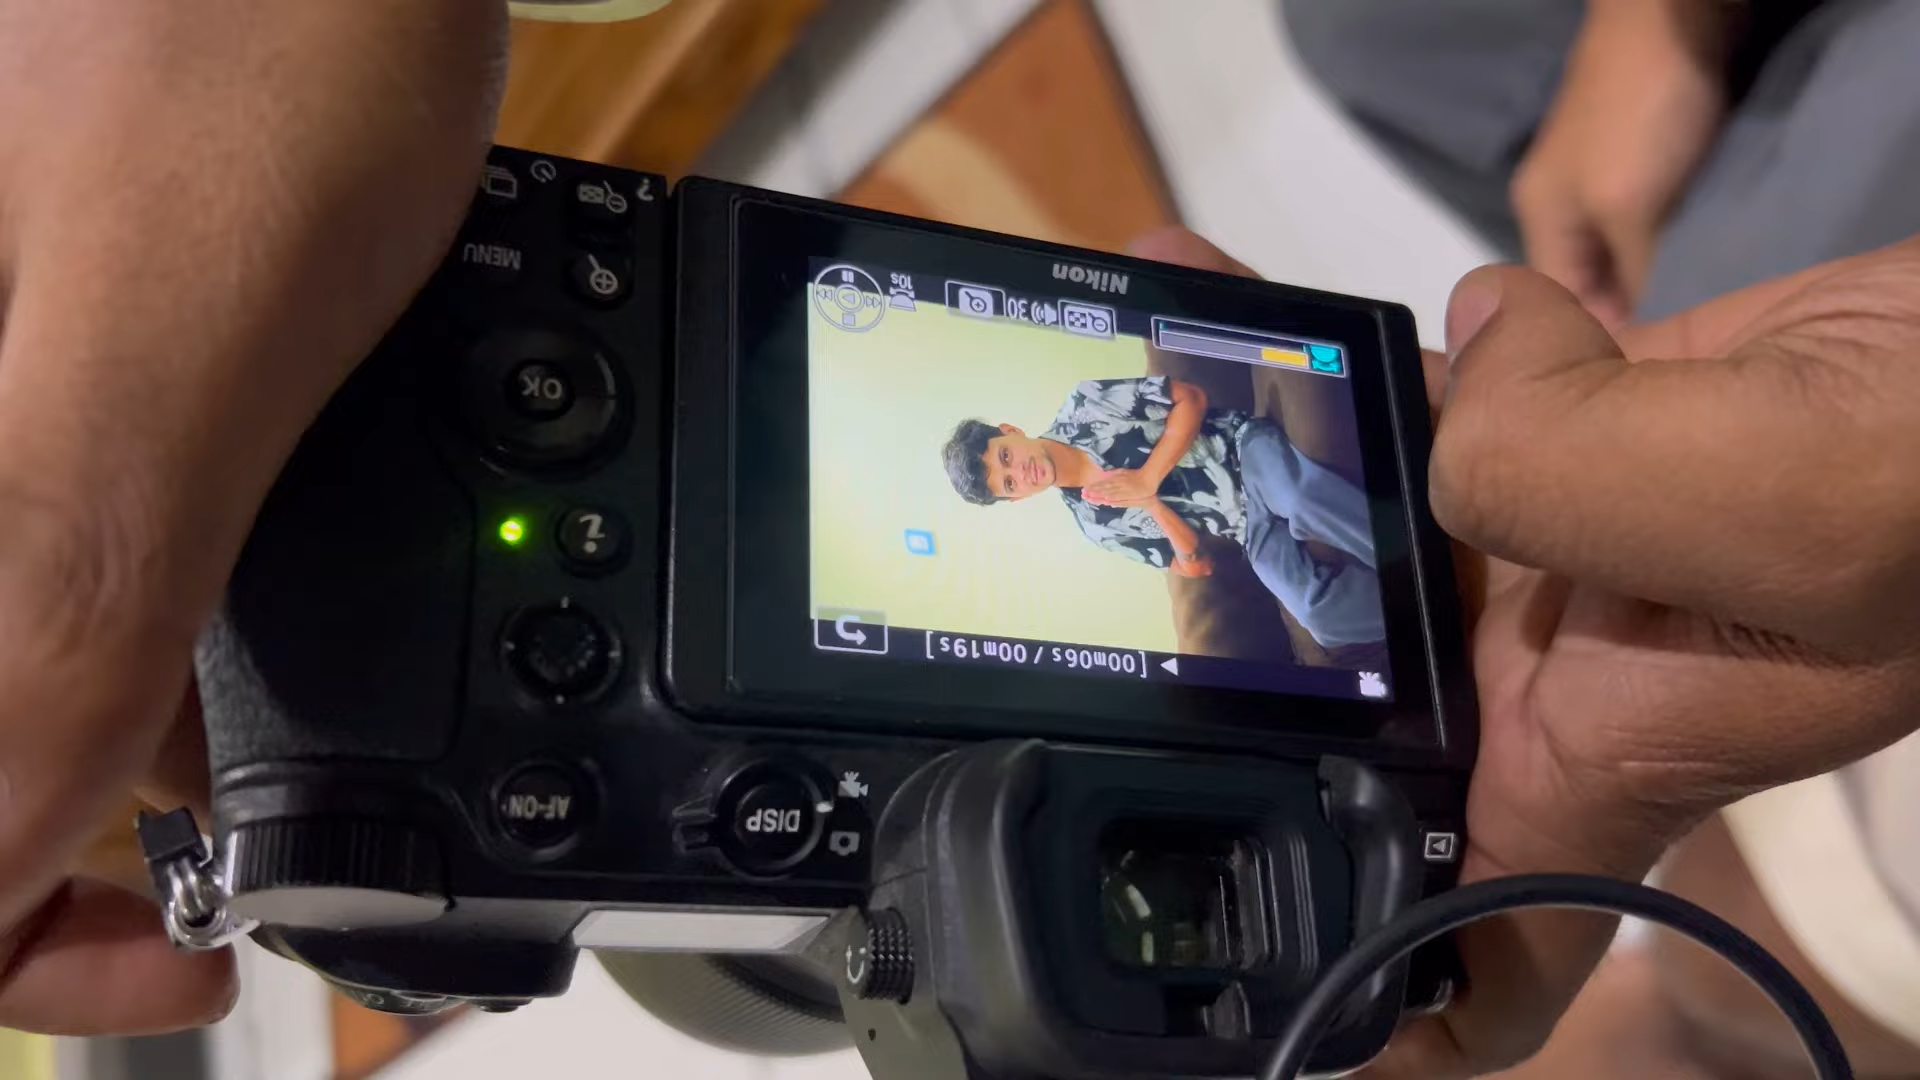 [00m06s / 00m19s]
10s
30
Nikon
?
MENU
OK
i
DISP
AF-ON